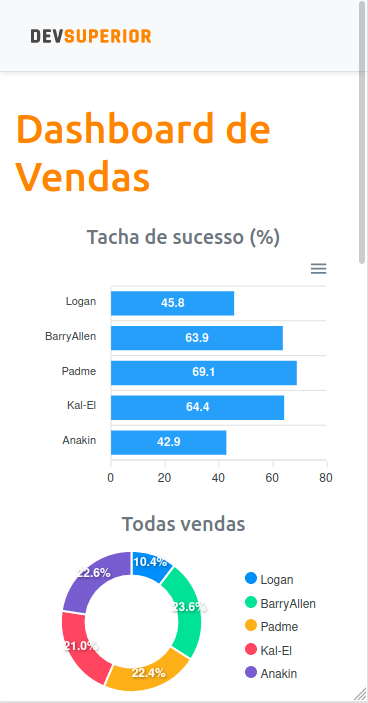 DEVSUPERIOR
Dashboard de
Vendas
Tacha de sucesso (%)
Logan 45.8
BarryAllen 63.9
Padme 69.1
Kal-El 64.4
Anakin 42.9
0 20 40 60 80
Todas vendas
10.4%
23.6%
22.4%
21.0%
22.6%
Logan
BarryAllen
Padme
Kal-El
Anakin